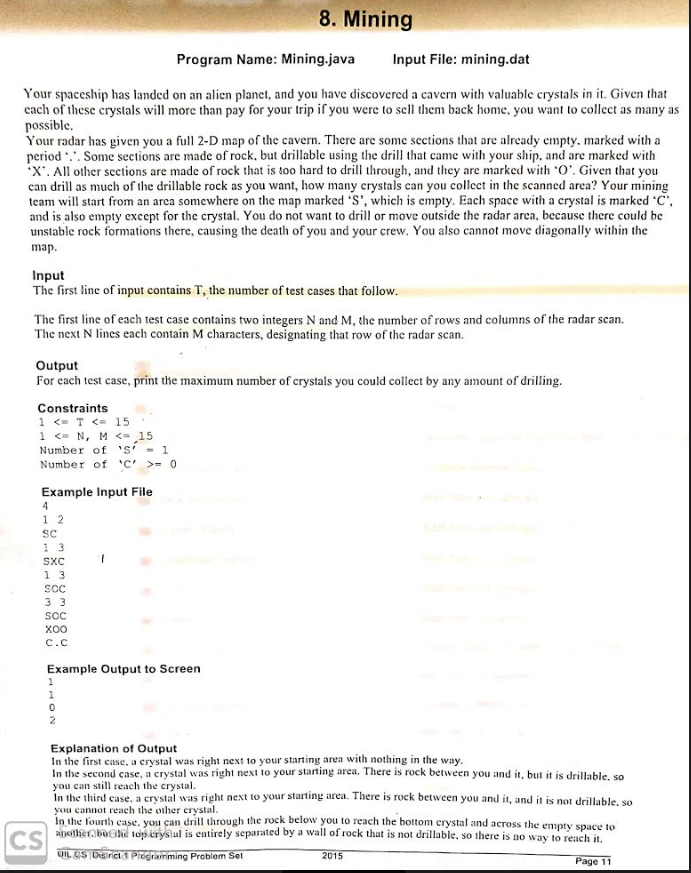 8. Mining
Program Name: Mining.java Input File: mining.dat
Your spaceship has landed on an alien planet, and you have discovered a cavern with valuable crystals in it. Given that
each of these crystals will more than pay for your trip if you were to sell them back home, you want to collect as many as
possible.
Your radar has given you a full 2-D map of the cavern. There are some sections that are already empty, marked with a
period '.'. Some sections are made of rock, but drillable using the drill that came with your ship, and are marked with
'X'. All other sections are made of rock that is too hard to drill through, and they are marked with 'O'. Given that you
can drill as much of the drillable rock as you want, how many crystals can you collect in the scanned area? Your mining
team will start from an area somewhere on the map marked 'S', which is empty. Each space with a crystal is marked 'C',
and is also empty except for the crystal. You do not want to drill or move outside the radar area, because there could be
unstable rock formations there, causing the death of you and your crew. You also cannot move diagonally within the
map.
Input
The first line of input contains T, the number of test cases that follow.
The first line of each test case contains two integers N and M, the number of rows and columns of the radar scan.
The next N lines each contain M characters, designating that row of the radar scan.
Output
For each test case, print the maximum number of crystals you could collect by any amount of drilling.
Constraints
1 <= T <= 15
1 <= N, M <= 15
Number of 'S' = 1
Number of 'C' >= 0
Example Input File
4
1 2
SC
1 3
SXC
1 3
SOC
3 3
SOC
XOO
C.C
Example Output to Screen
1
1
0
2
Explanation of Output
In the first case, a crystal was right next to your starting area with nothing in the way.
In the second case, a crystal was right next to your starting area. There is rock between you and it, but it is drillable, so
you can still reach the crystal.
In the third case, a crystal was right next to your starting area. There is rock between you and it, and it is not drillable, so
you cannot reach the other crystal.
In the fourth case, you can drill through the rock below you to reach the bottom crystal and across the empty space to
another, but the top crystal is entirely separated by a wall of rock that is not drillable, so there is no way to reach it.
CS
UIL CS District 1 Programming Problem Set 2015 Page 11